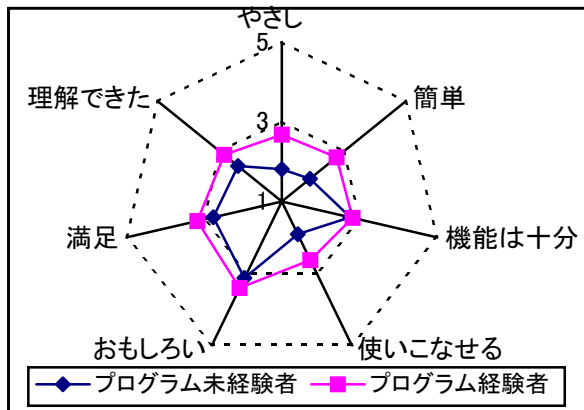 やさし
5
理解できた
簡単
3
1
満足
機能は十分
おもしろい
使いこなせる
プログラム未経験者
プログラム経験者